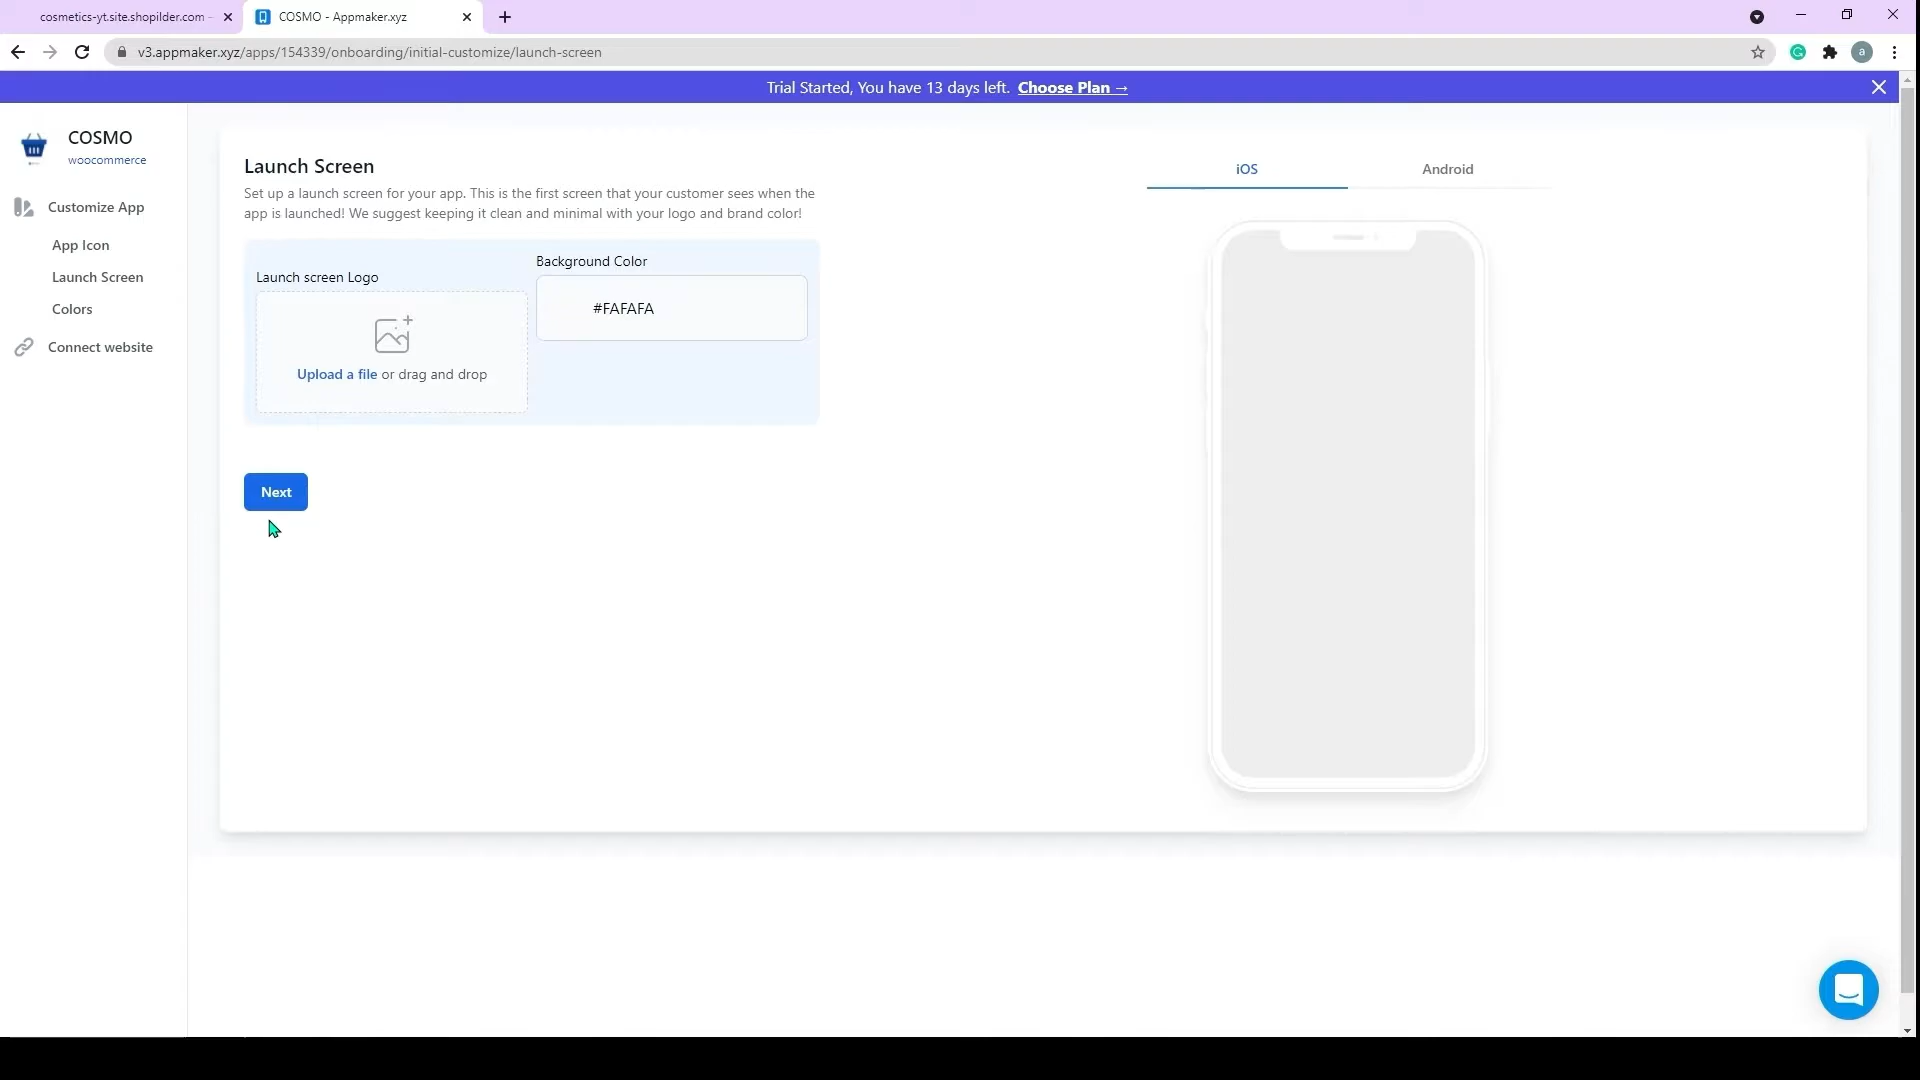 cosmetics-yt.site.shopilder.com -
COSMO - Appmaker.xyz
v3.appmaker.xyz/apps/154339/onboarding/initial-customize/launch-screen
a
Trial Started, You have 13 days left. Choose Plan →
COSMO
woocommerce
Customize App
App Icon
Launch Screen
Colors
Connect website
Launch Screen
Set up a launch screen for your app. This is the first screen that your customer sees when the
app is launched! We suggest keeping it clean and minimal with your logo and brand color!
Launch screen Logo
Upload a file or drag and drop
Background Color
#FAFAFA
Next
iOS
Android